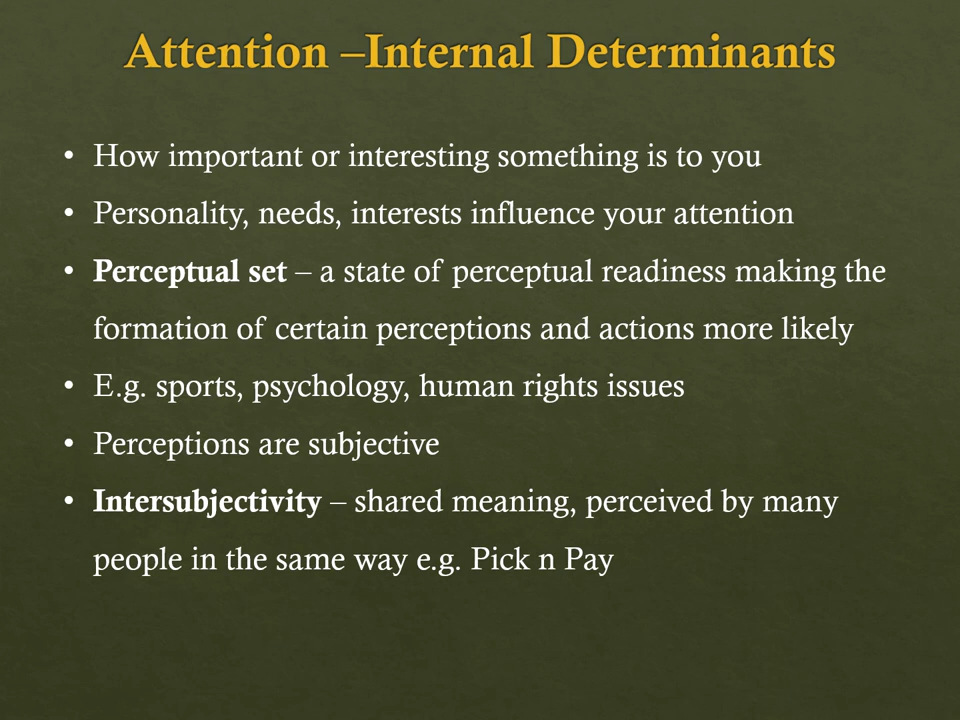 Attention –Internal Determinants
• How important or interesting something is to you
• Personality, needs, interests influence your attention
• Perceptual set – a state of perceptual readiness making the
formation of certain perceptions and actions more likely
• E.g. sports, psychology, human rights issues
• Perceptions are subjective
• Intersubjectivity – shared meaning, perceived by many
people in the same way e.g. Pick n Pay